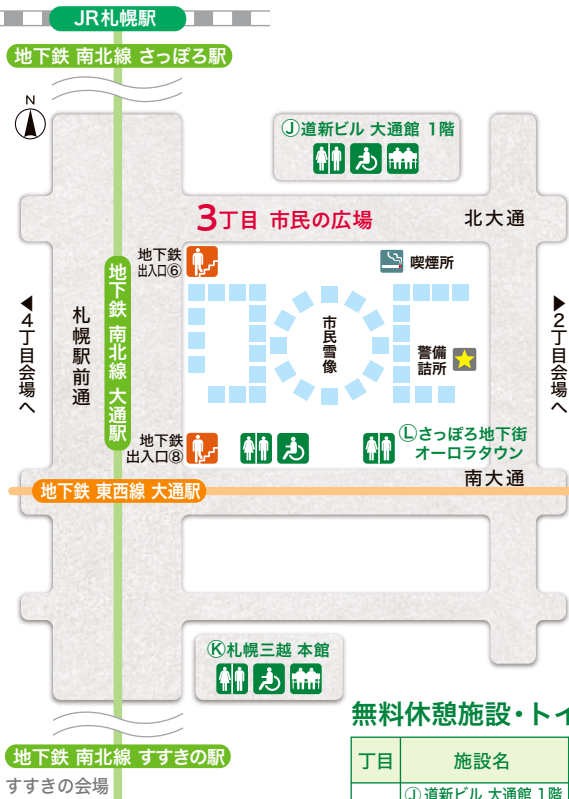 JR札幌駅
地下鉄 南北線 さっぽろ駅
N
Ⓙ道新ビル 大通館 1階
3丁目 市民の広場
北大通
地下鉄
出入口⑥
喫煙所
地下鉄 南北線 大通駅
札幌駅前通
◀4丁目会場へ
市民雪像
警備
詰所
▶2丁目会場へ
地下鉄
出入口⑧
Ⓛさっぽろ地下街
オーロラタウン
南大通
地下鉄 東西線 大通駅
Ⓚ札幌三越 本館
無料休憩施設・トイ
地下鉄 南北線 すすきの駅
すすきの会場
丁目
施設名
Ⓙ道新ビル 大通館 1階